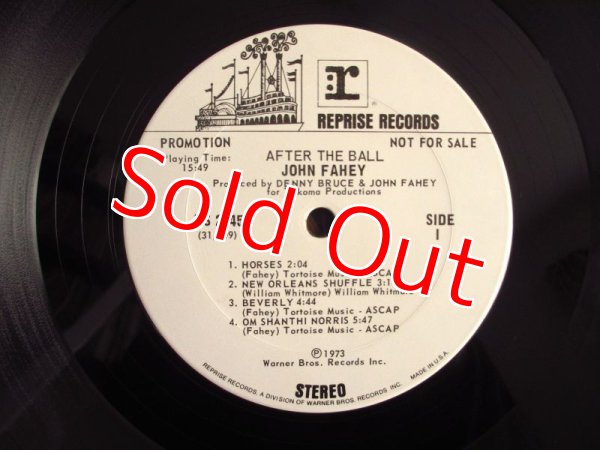 r
®
REPRISE RECORDS
PROMOTION NOT FOR SALE
Playing Time:
15:49
AFTER THE BALL
JOHN FAHEY
Produced by DENNY BRUCE & JOHN FAHEY
for Productions
SIDE
1
Sold Out
1. HORSES 2:04
(Fahey) Tortoise Music - ASCAP
2. NEW ORLEANS SHUFFLE
(William Whitmore) William Whitmore
3. BEVERLY 4:44
(Fahey) Tortoise Music - ASCAP
4. OM SHANTHI NORRIS 5:47
(Fahey) Tortoise Music - ASCAP
℗1973
Warner Bros. Records Inc.
STEREO
REPRISE RECORDS, A DIVISION OF WARNER BROS. RECORDS INC. MADE IN U.S.A.